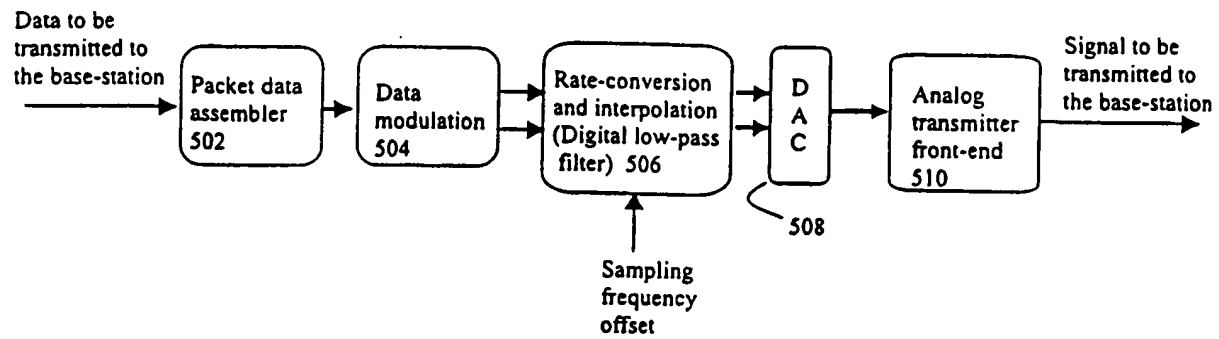 Data to be
transmitted to
the base-station
Packet data
assembler
502
Data
modulation
504
Rate-conversion
and interpolation
(Digital low-pass
filter) 506
D
A
C
508
Analog
transmitter
front-end
510
Signal to be
transmitted to
the base-station
Sampling
frequency
offset